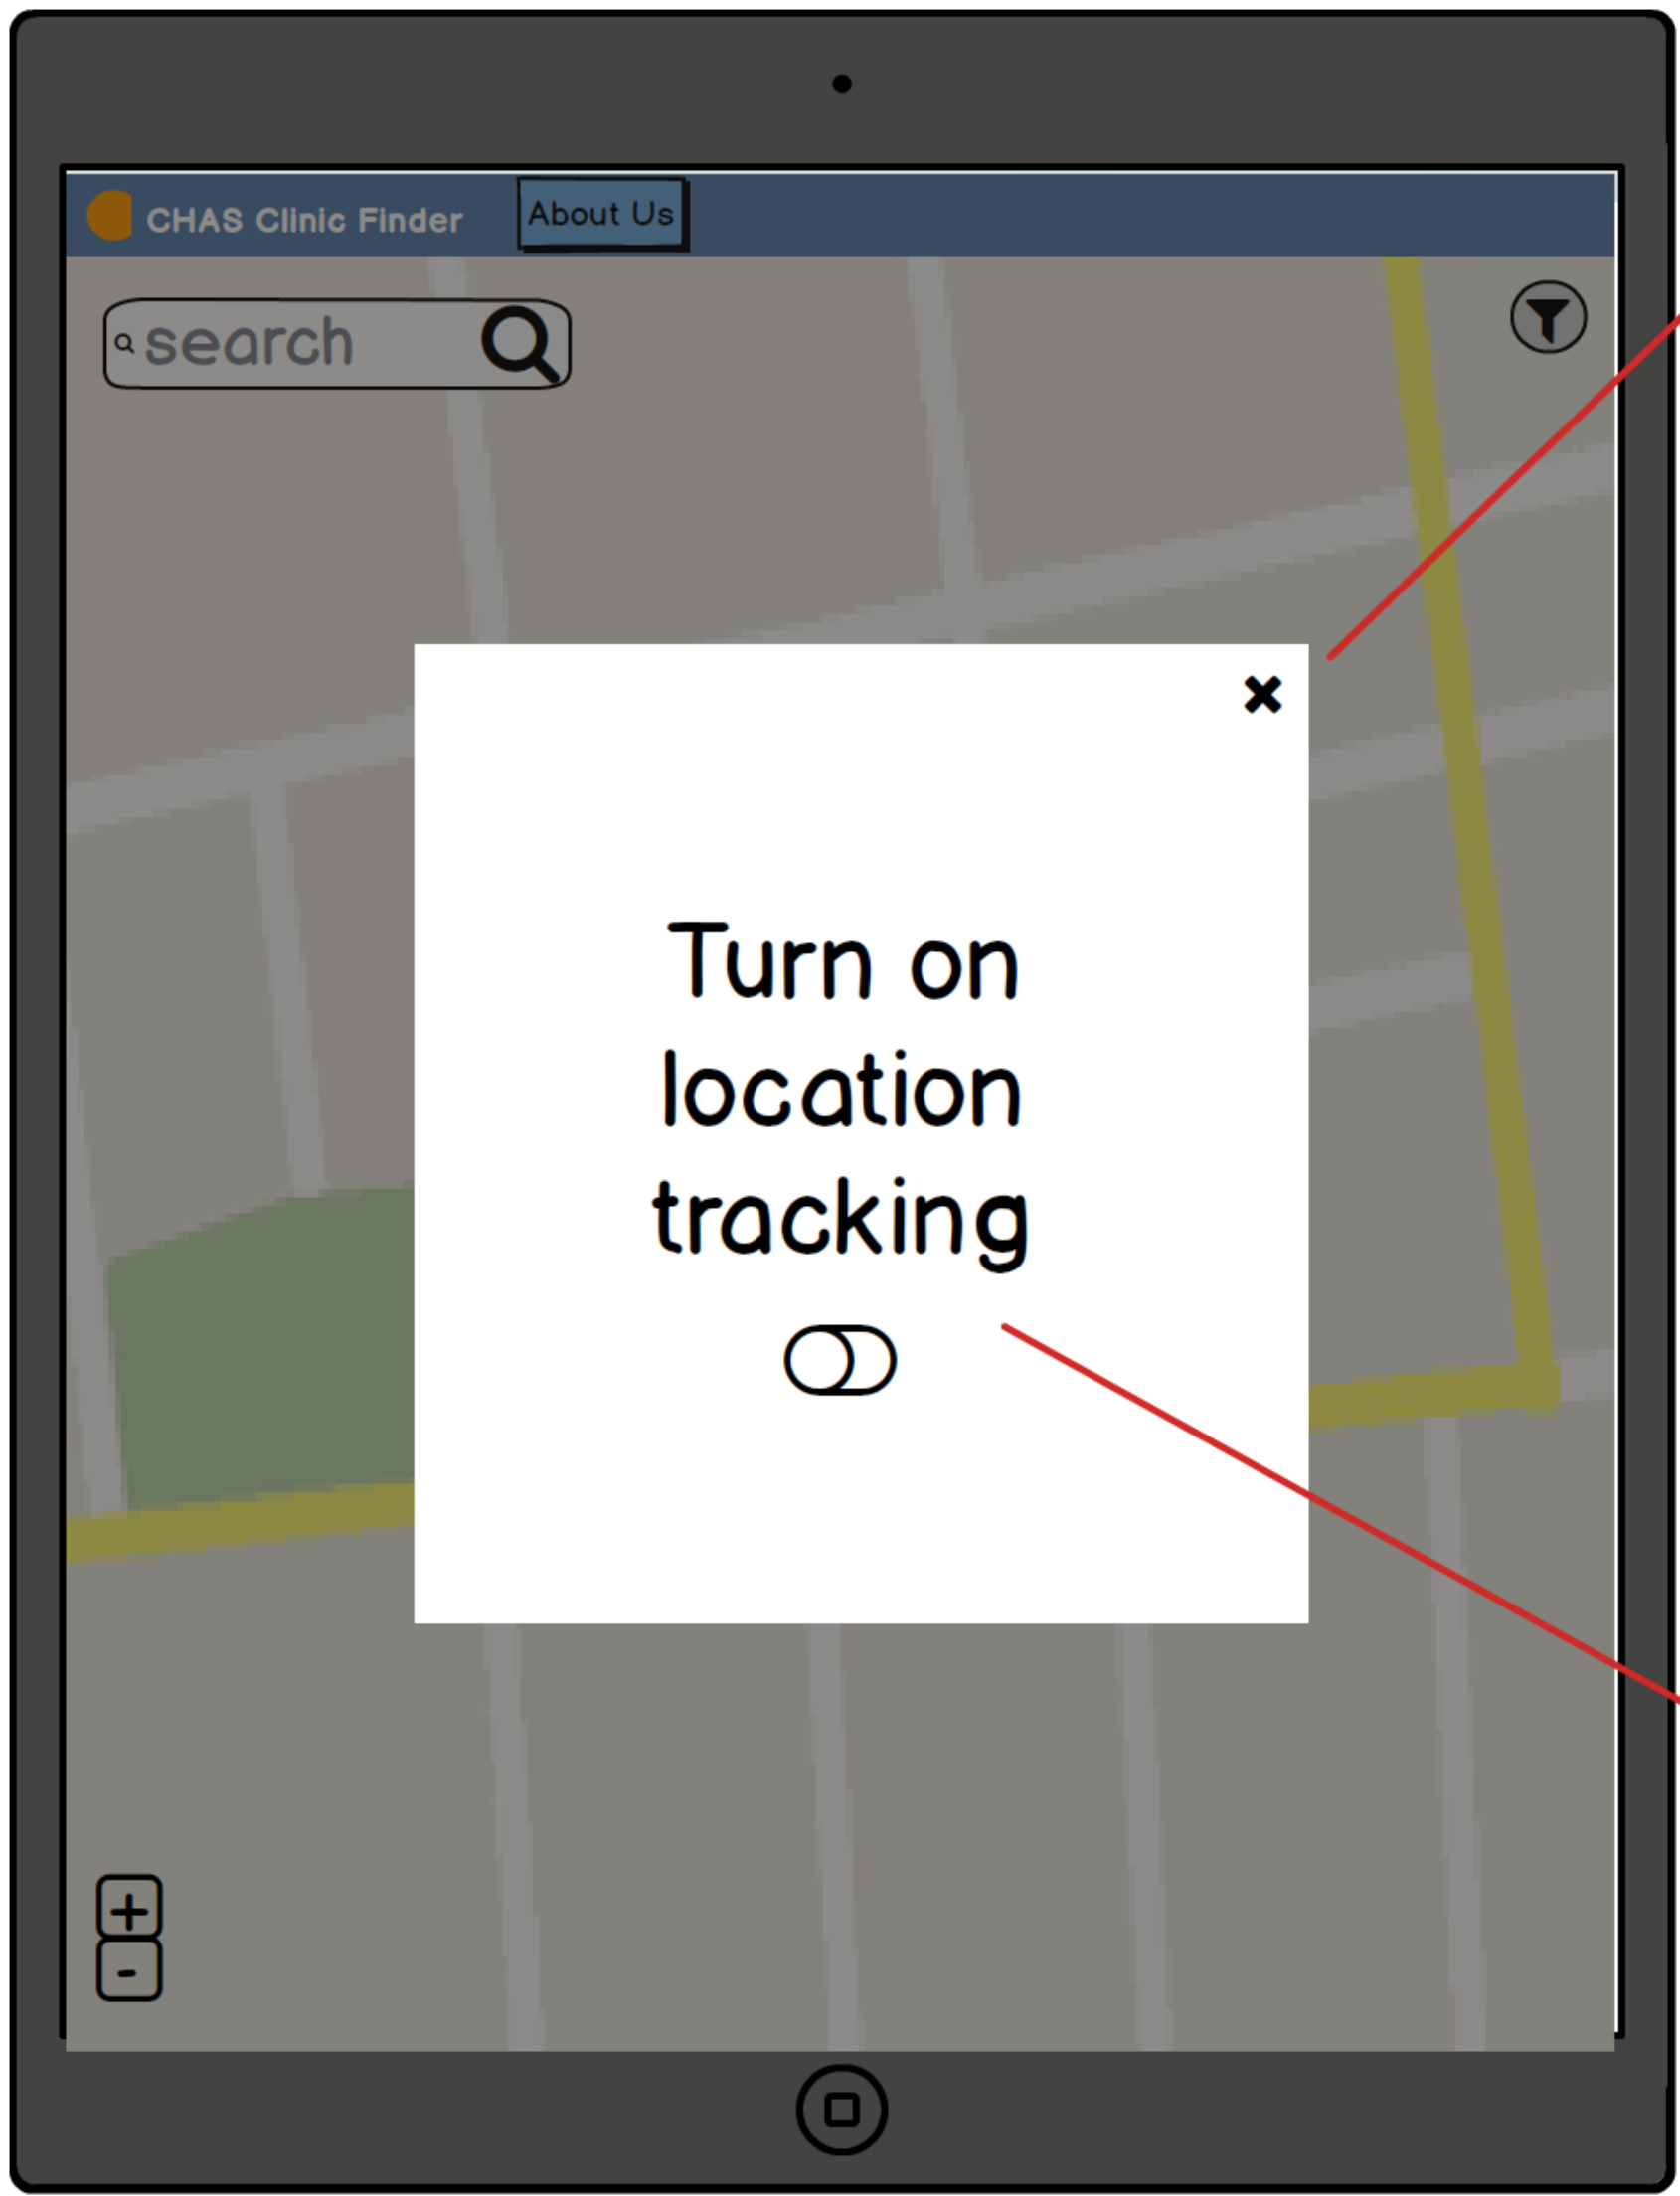 CHAS Clinic Finder
About Us
search
Turn on
location
tracking
+
-